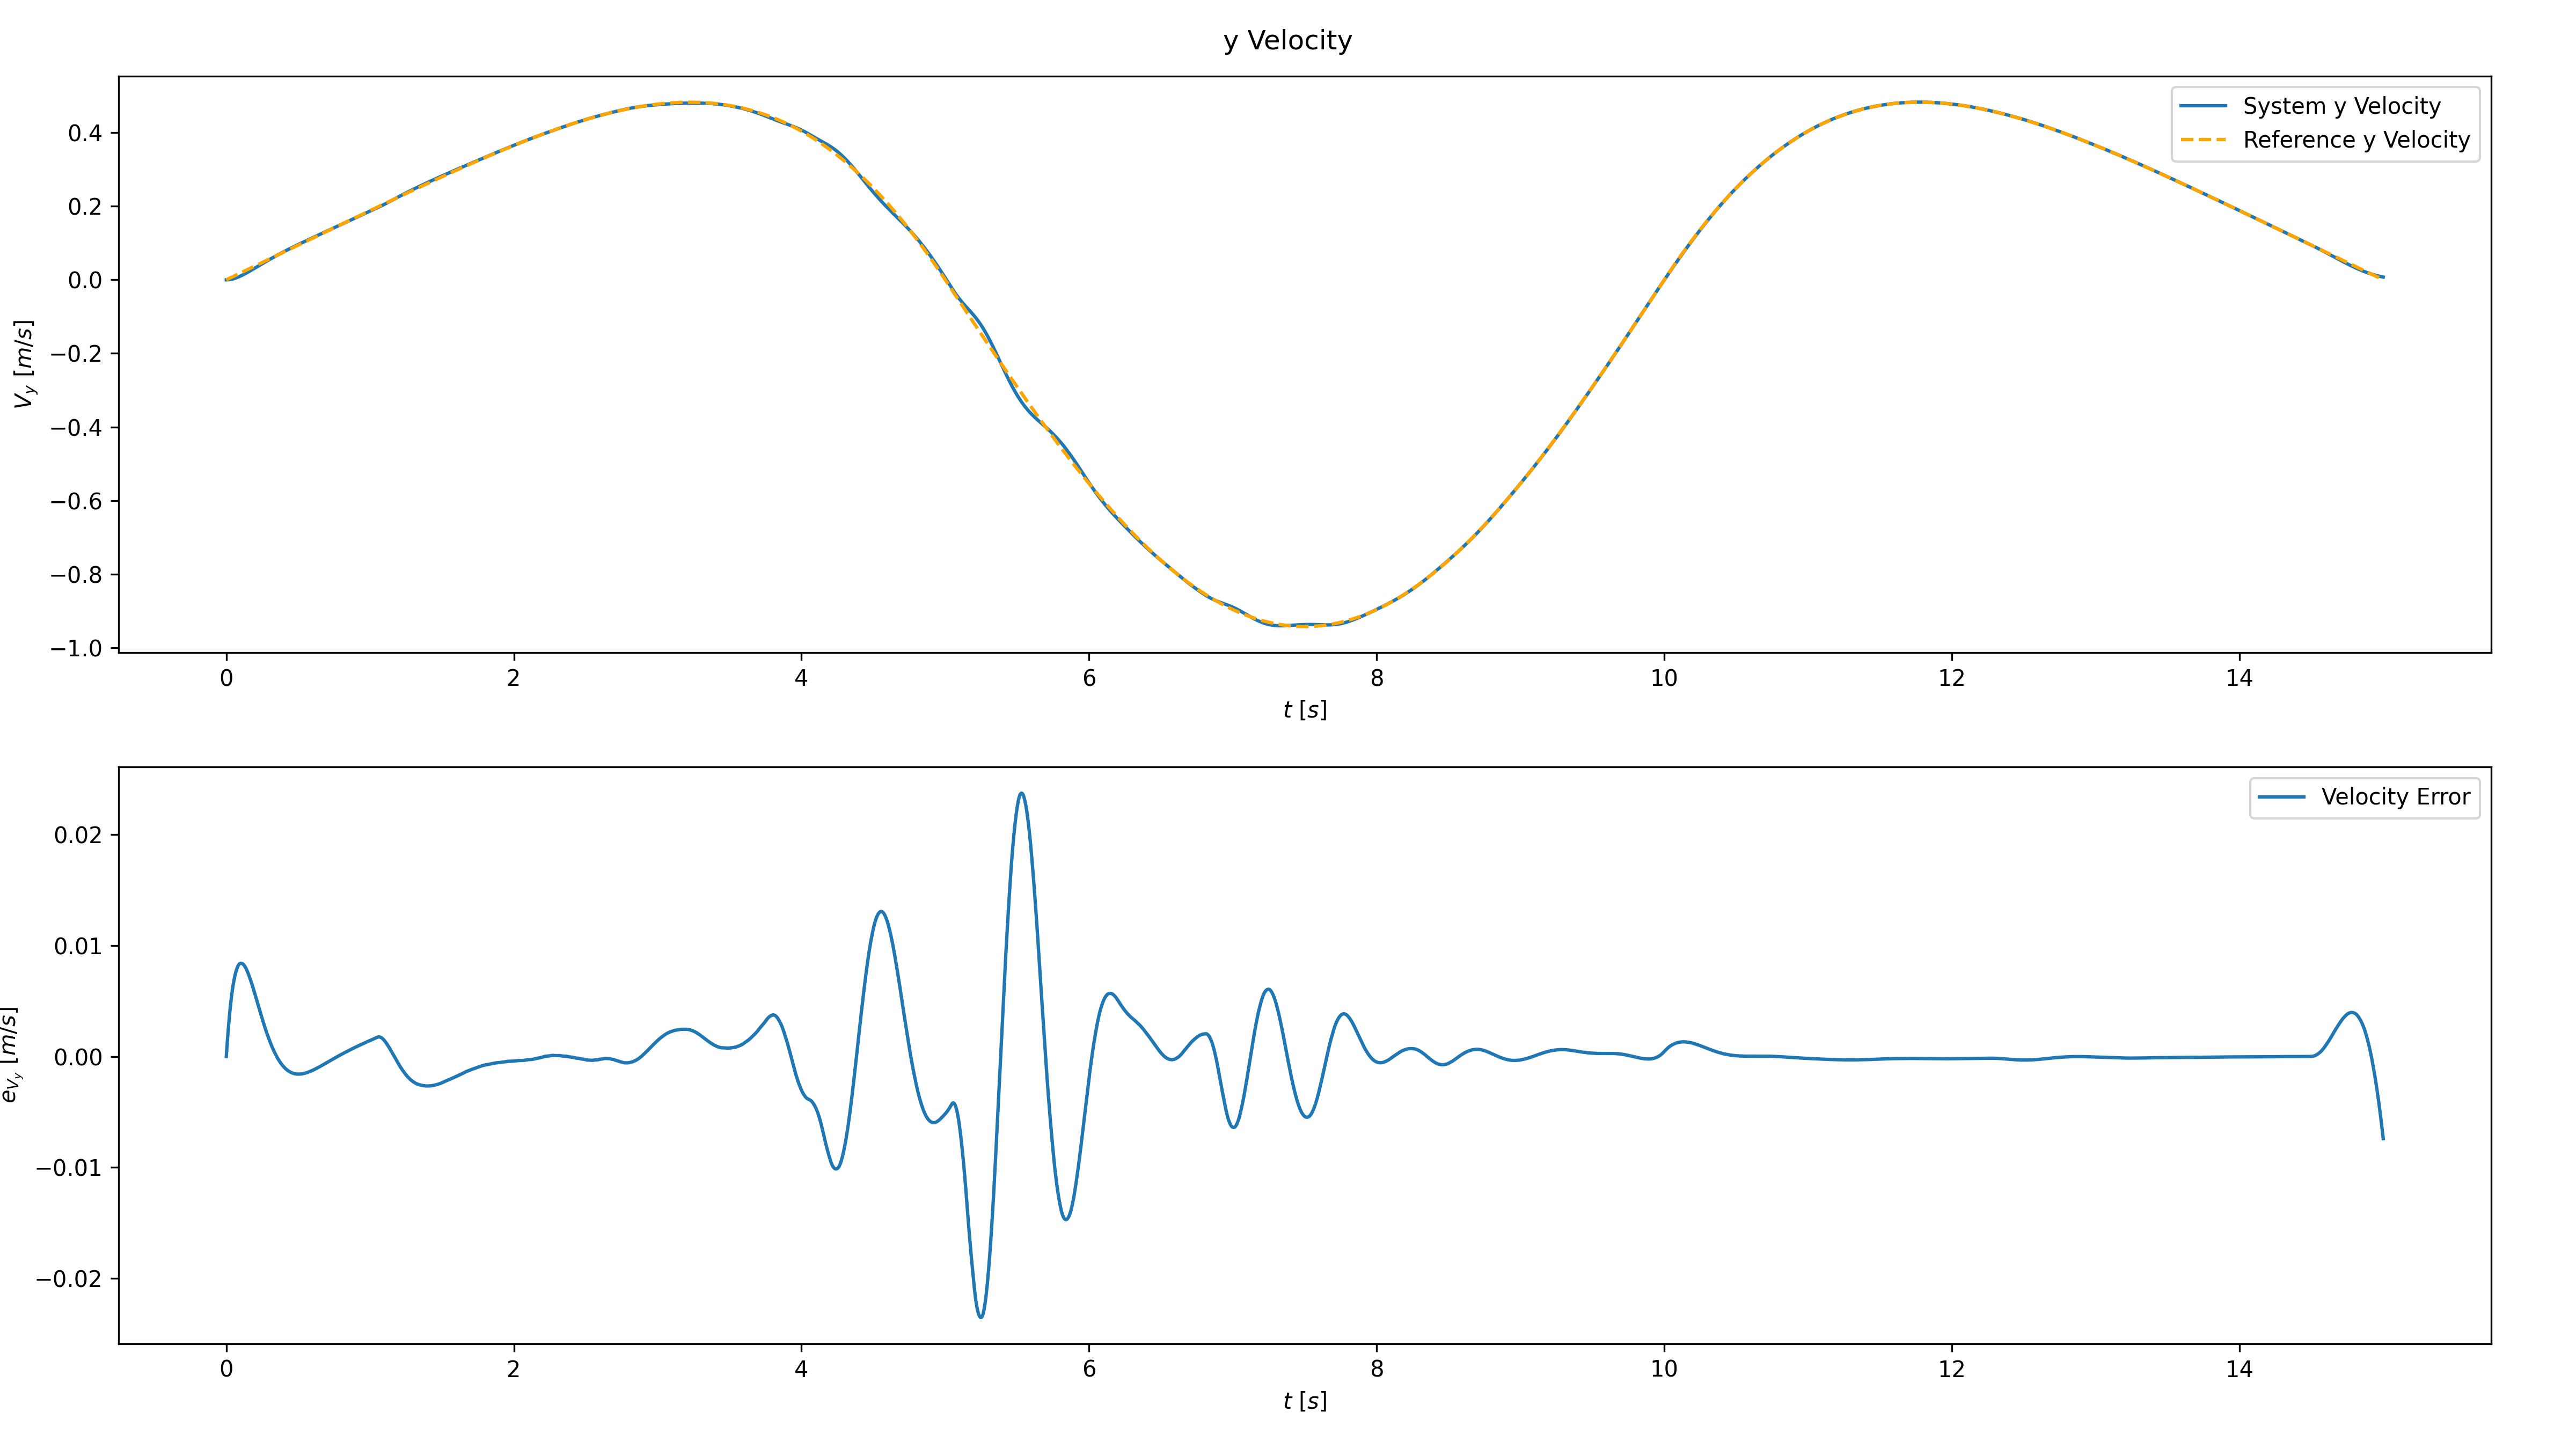 y Velocity
System y Velocity
Reference y Velocity
0.4
0.2
0.0
−0.2
−0.4
−0.6
−0.8
−1.0
V_y [m/s]
0 2 4 6 8 10 12 14
t [s]
Velocity Error
0.02
0.01
0.00
−0.01
−0.02
e_{V_y} [m/s]
0 2 4 6 8 10 12 14
t [s]